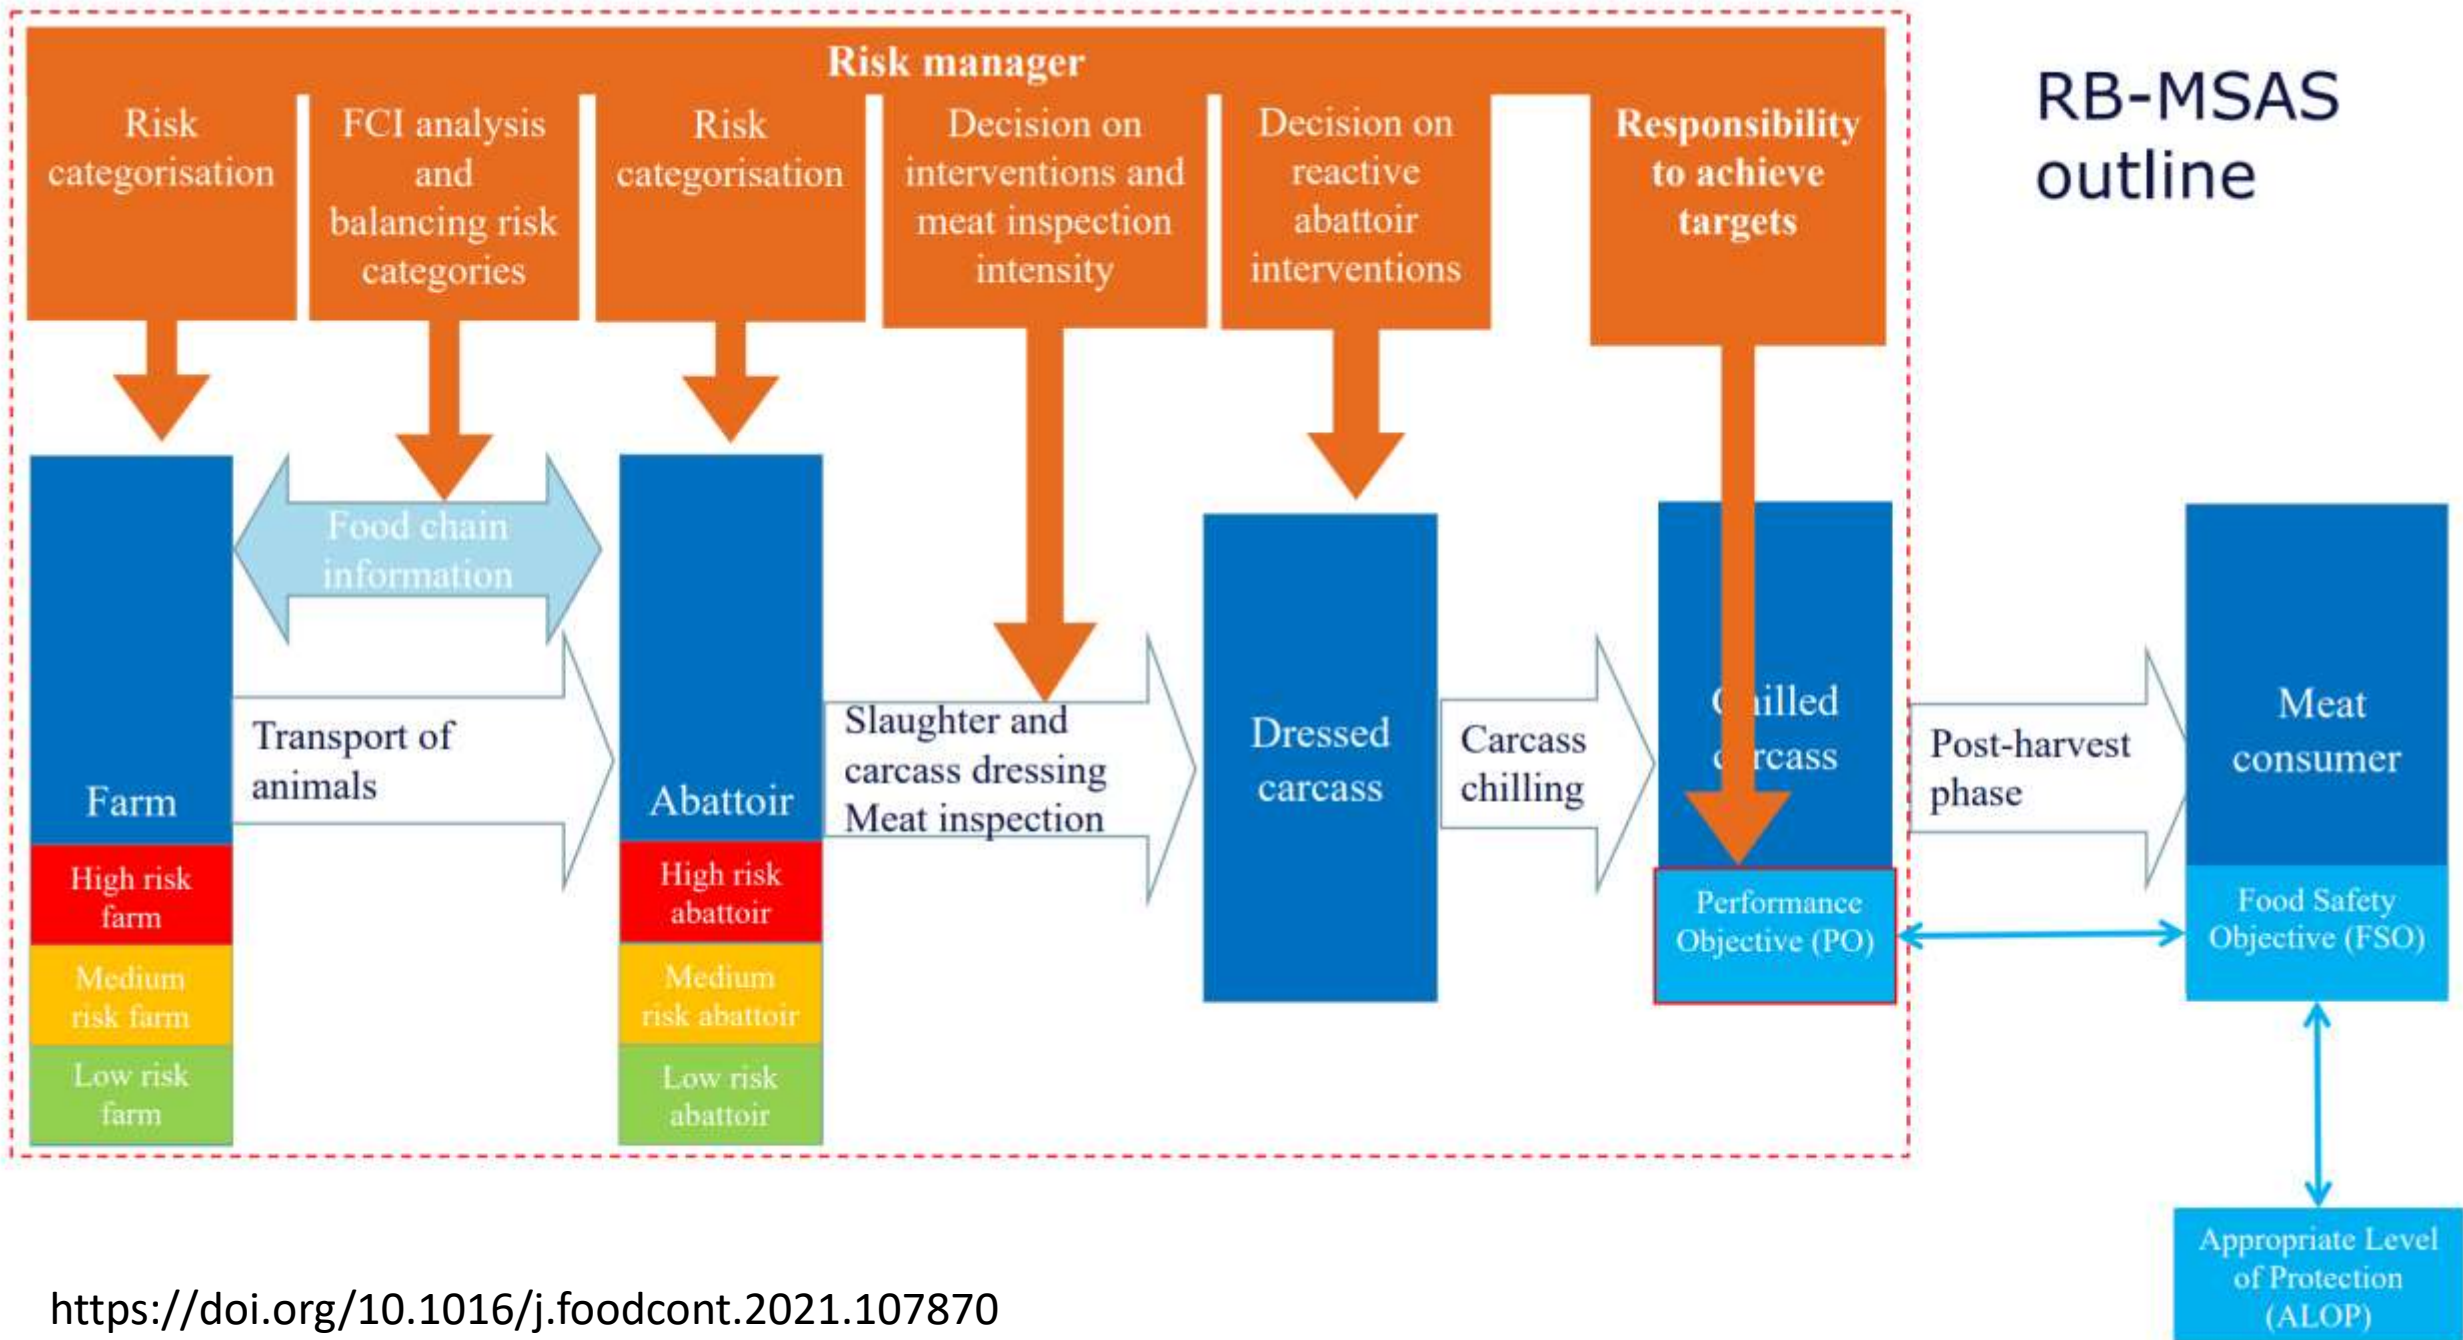 Risk manager
RB-MSAS
outline
Risk
categorisation
FCI analysis
and
balancing risk
categories
Risk
categorisation
Decision on
interventions and
meat inspection
intensity
Decision on
reactive
abattoir
interventions
Responsibility
to achieve
targets
Food chain
information
Transport of
animals
Farm
High risk
farm
Medium
risk farm
Low risk
farm
Abattoir
High risk
abattoir
Medium
risk abattoir
Low risk
abattoir
Slaughter and
carcass dressing
Meat inspection
Dressed
carcass
Carcass
chilling
Chilled
carcass
Performance
Objective (PO)
Post-harvest
phase
Meat
consumer
Food Safety
Objective (FSO)
Appropriate Level
of Protection
(ALOP)
https://doi.org/10.1016/j.foodcont.2021.107870